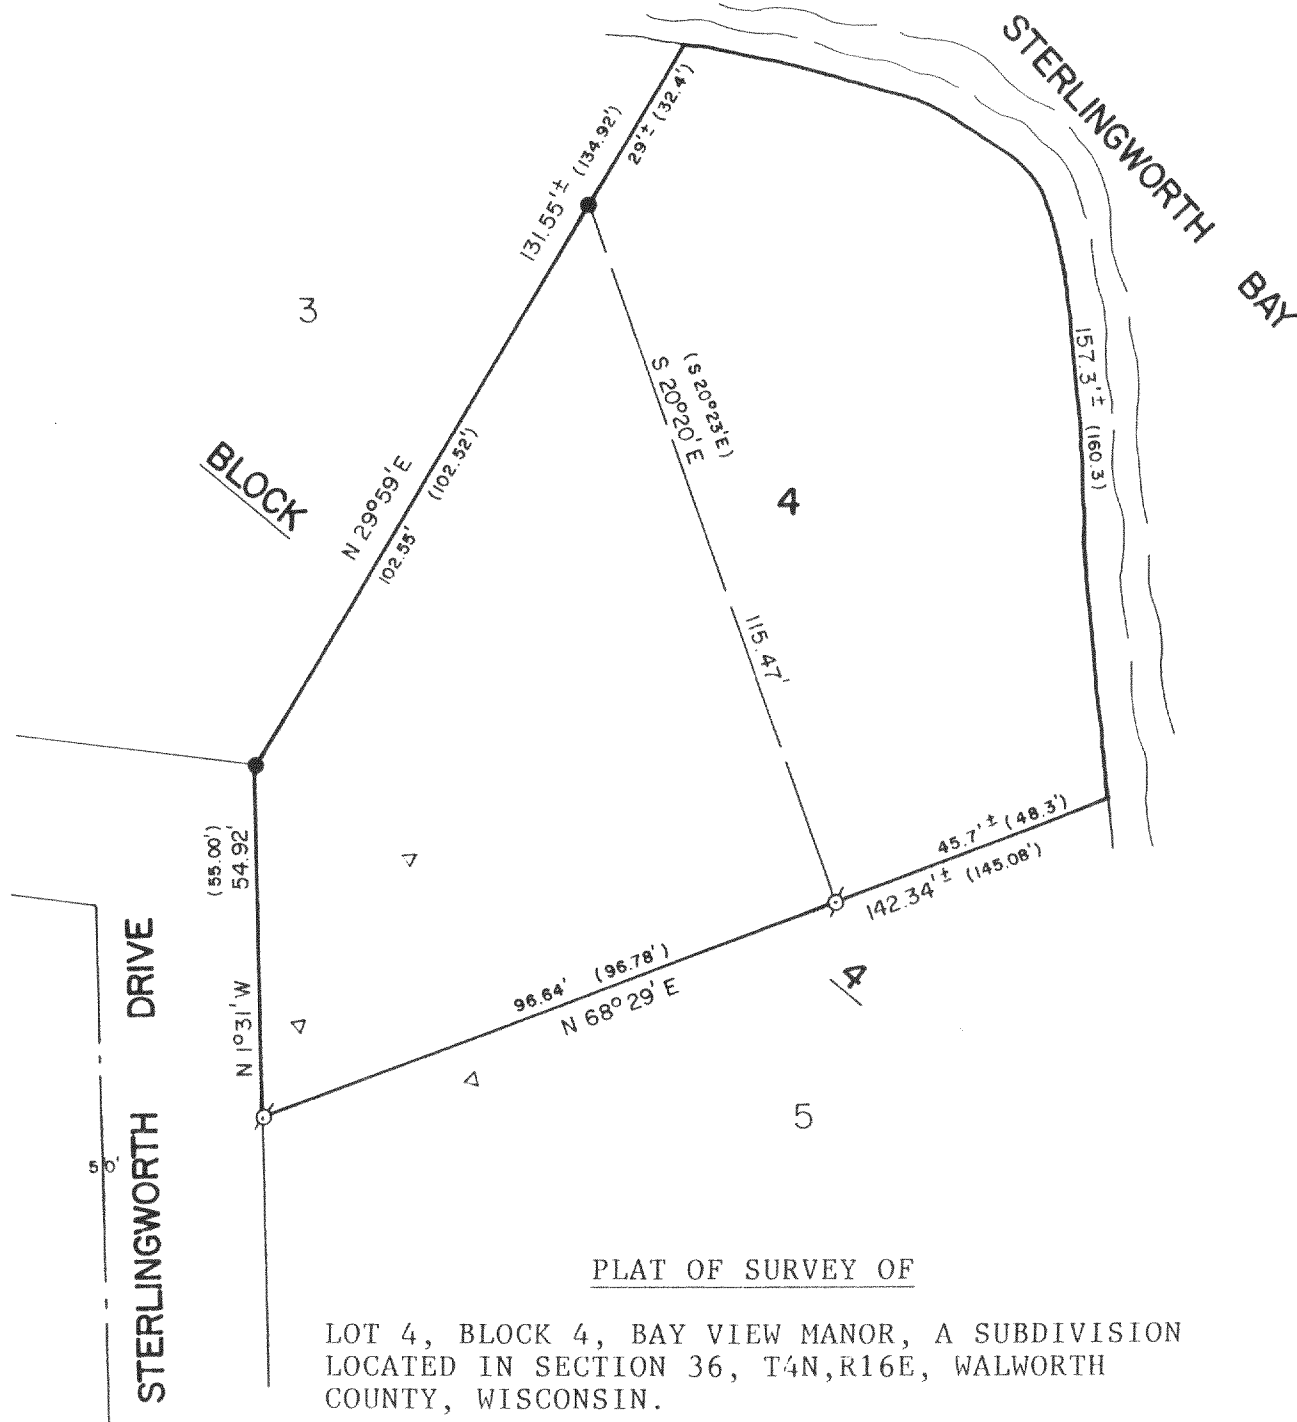 STERLINGWORTH BAY
29'± (32.4')
131.55'± (134.92')
3
157.3'± (160.3)
(S 20°23'E)
S 20°20'E
BLOCK
N 29°59'E
(102.52')
102.55'
4
115.47'
(55.00')
54.92'
45.7'± (48.3')
142.34'± (145.08')
96.64' (96.78')
N 68°29'E
4
N 1°31'W
5
50'
STERLINGWORTH DRIVE
PLAT OF SURVEY OF
LOT 4, BLOCK 4, BAY VIEW MANOR, A SUBDIVISION
LOCATED IN SECTION 36, T4N,R16E, WALWORTH
COUNTY, WISCONSIN.